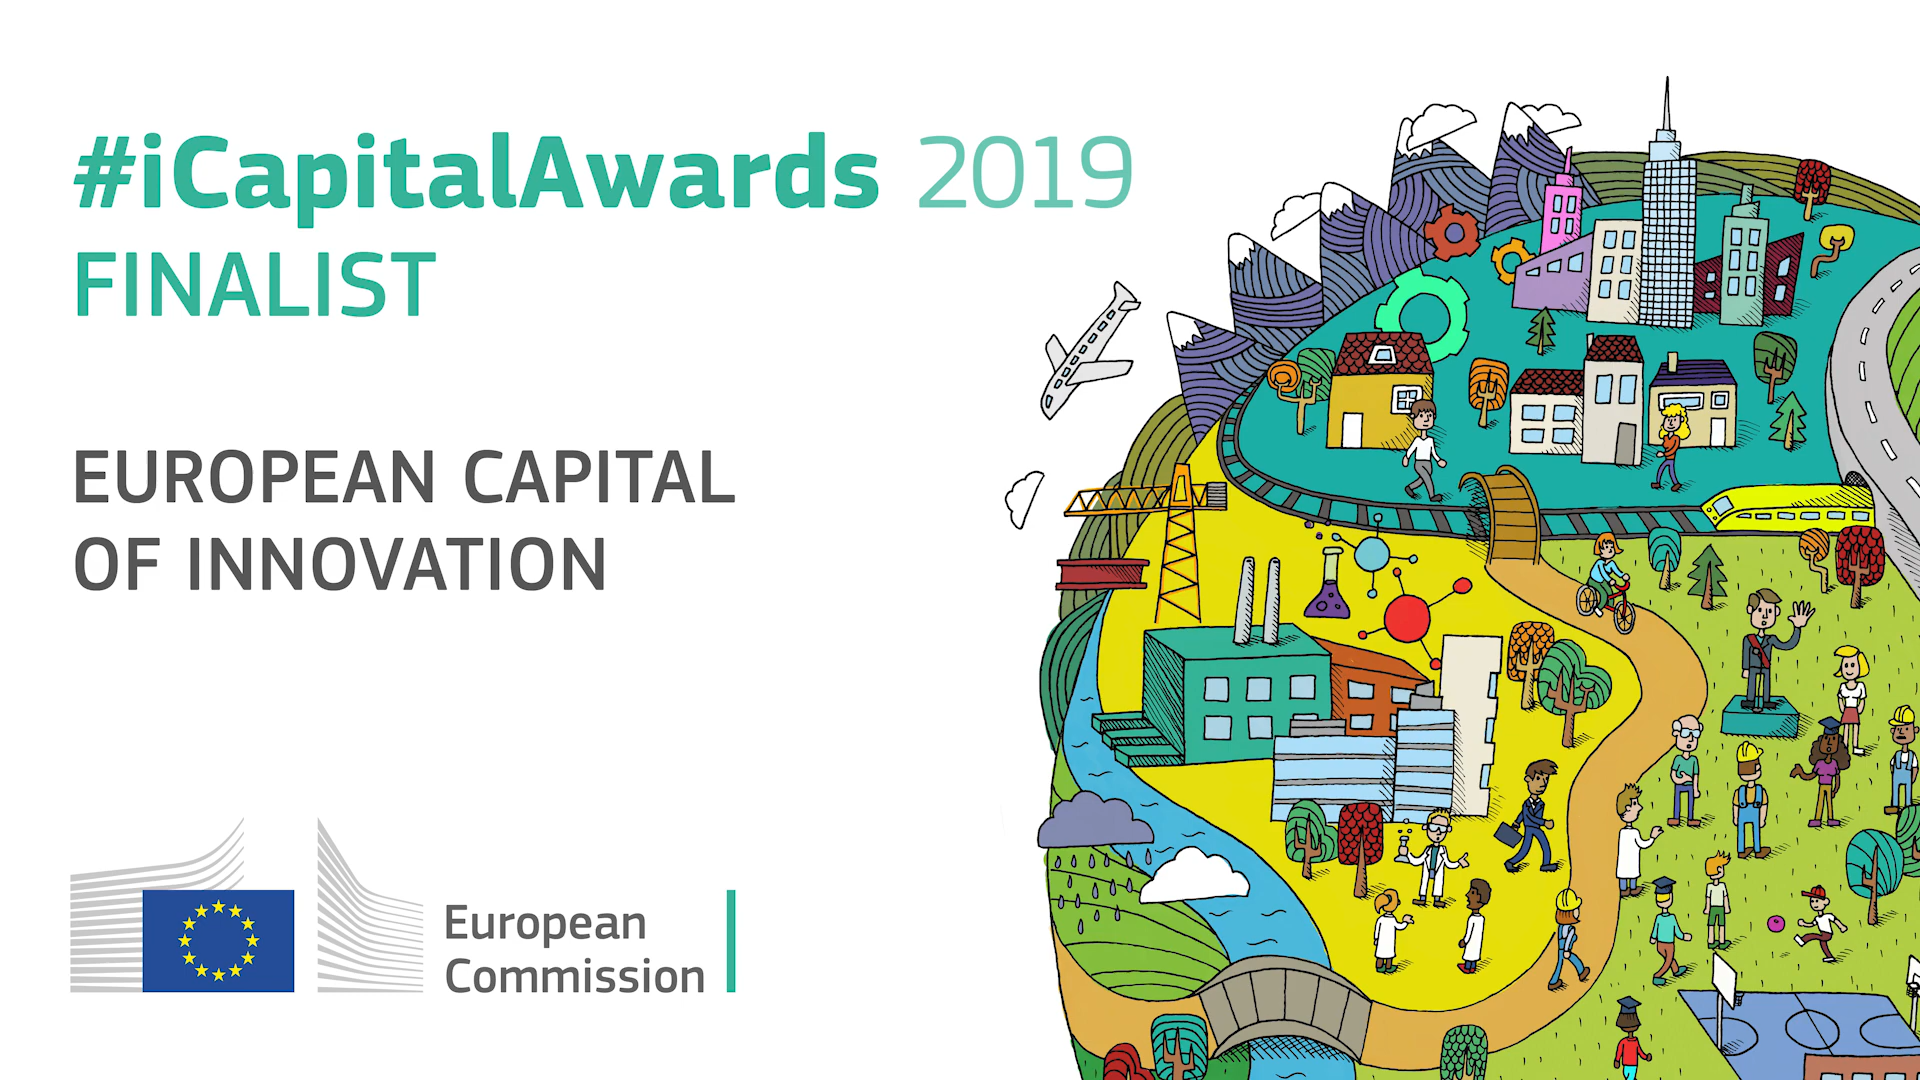 #iCapitalAwards 2019
FINALIST
EUROPEAN CAPITAL
OF INNOVATION
European
Commission